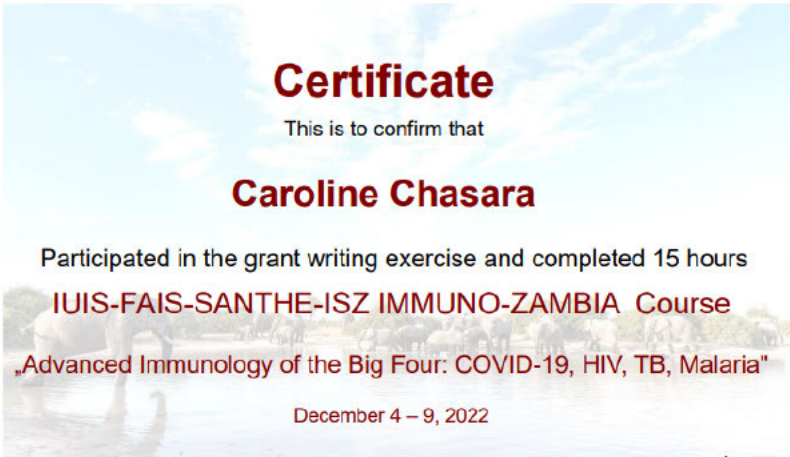 Certificate
This is to confirm that
Caroline Chasara
Participated in the grant writing exercise and completed 15 hours
IUIS-FAIS-SANTHE-ISZ IMMUNO-ZAMBIA Course
„Advanced Immunology of the Big Four: COVID-19, HIV, TB, Malaria"
December 4 – 9, 2022